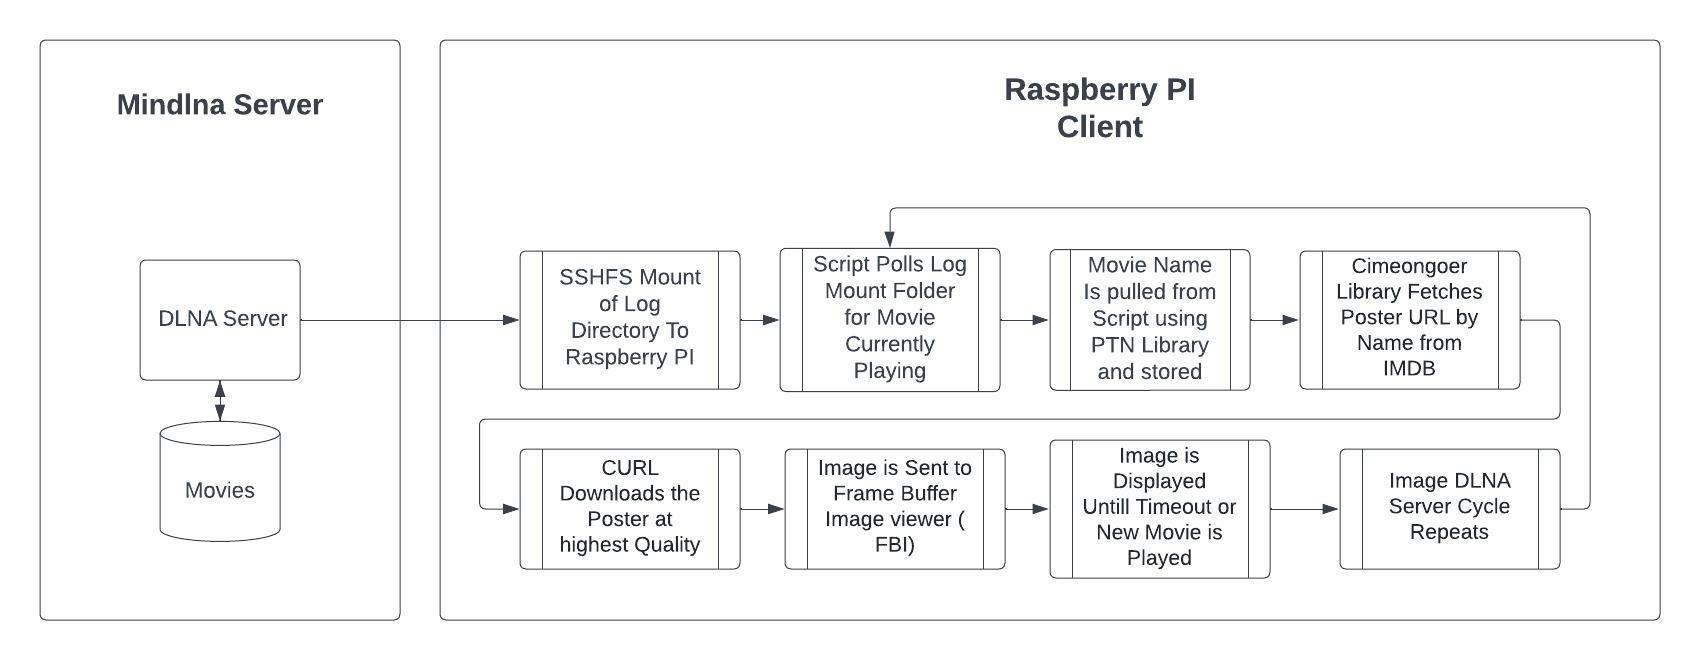 Mindlna Server
Raspberry PI
Client
DLNA Server
Movies
SSHFS Mount
of Log
Directory To
Raspberry PI
Script Polls Log
Mount Folder
for Movie
Currently
Playing
Movie Name
Is pulled from
Script using
PTN Library
and stored
Cimeongoer
Library Fetches
Poster URL by
Name from
IMDB
CURL
Downloads the
Poster at
highest Quality
Image is Sent to
Frame Buffer
Image viewer (
FBI)
Image is
Displayed
Untill Timeout or
New Movie is
Played
Image DLNA
Server Cycle
Repeats